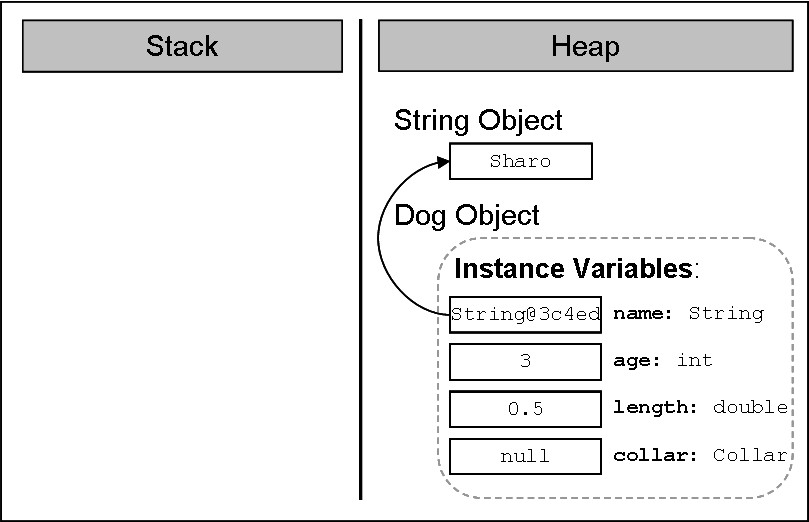 Stack
Heap
String Object
Sharo
Dog Object
Instance Variables:
String@3c4ed name: String
3 age: int
0.5 length: double
null collar: Collar